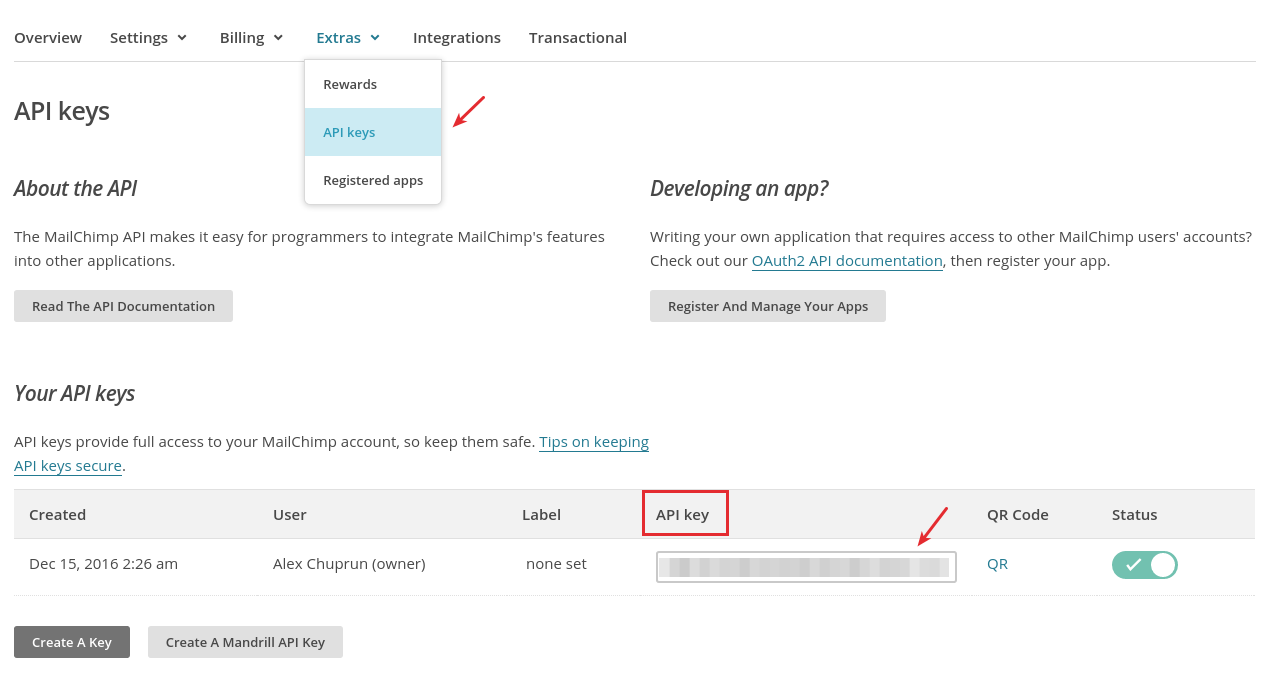 Overview Settings Billing Extras Integrations Transactional
Rewards
API keys
API keys
Registered apps
About the API
The MailChimp API makes it easy for programmers to integrate MailChimp's features
into other applications.
Read The API Documentation
Developing an app?
Writing your own application that requires access to other MailChimp users' accounts?
Check out our OAuth2 API documentation, then register your app.
Register And Manage Your Apps
Your API keys
API keys provide full access to your MailChimp account, so keep them safe. Tips on keeping
API keys secure.
Created User Label API key QR Code Status
Dec 15, 2016 2:26 am Alex Chuprun (owner) none set QR
Create A Key Create A Mandrill API Key